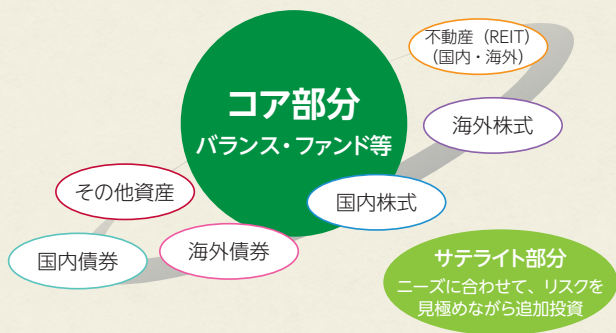 不動産（REIT）
（国内・海外）
コア部分
バランス・ファンド等
海外株式
その他資産
国内株式
国内債券
海外債券
サテライト部分
ニーズに合わせて、リスクを
見極めながら追加投資